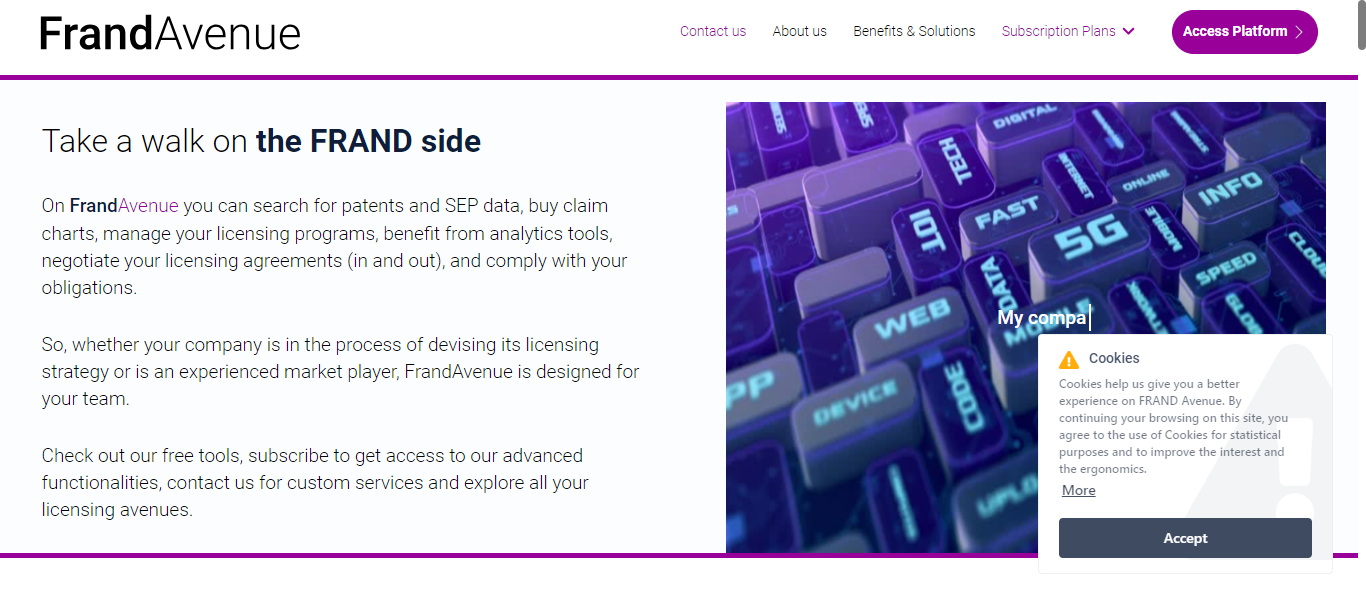 FrandAvenue
Contact us
About us
Benefits & Solutions
Subscription Plans
Access Platform
Take a walk on the FRAND side
On FrandAvenue you can search for patents and SEP data, buy claim
charts, manage your licensing programs, benefit from analytics tools,
negotiate your licensing agreements (in and out), and comply with your
obligations.
So, whether your company is in the process of devising its licensing
strategy or is an experienced market player, FrandAvenue is designed for
your team.
Check out our free tools, subscribe to get access to our advanced
functionalities, contact us for custom services and explore all your
licensing avenues.
DIGITAL
TECH
INTERNET
ONLINE
INFO
IOT
FAST
5G
MOBILE
CLOUD
SPEED
DATA
WEB
MOBILE
DEVICE
CODE
My compa
Cookies
Cookies help us give you a better
experience on FRAND Avenue. By
continuing your browsing on this site, you
agree to the use of Cookies for statistical
purposes and to improve the interest and
the ergonomics.
More
Accept